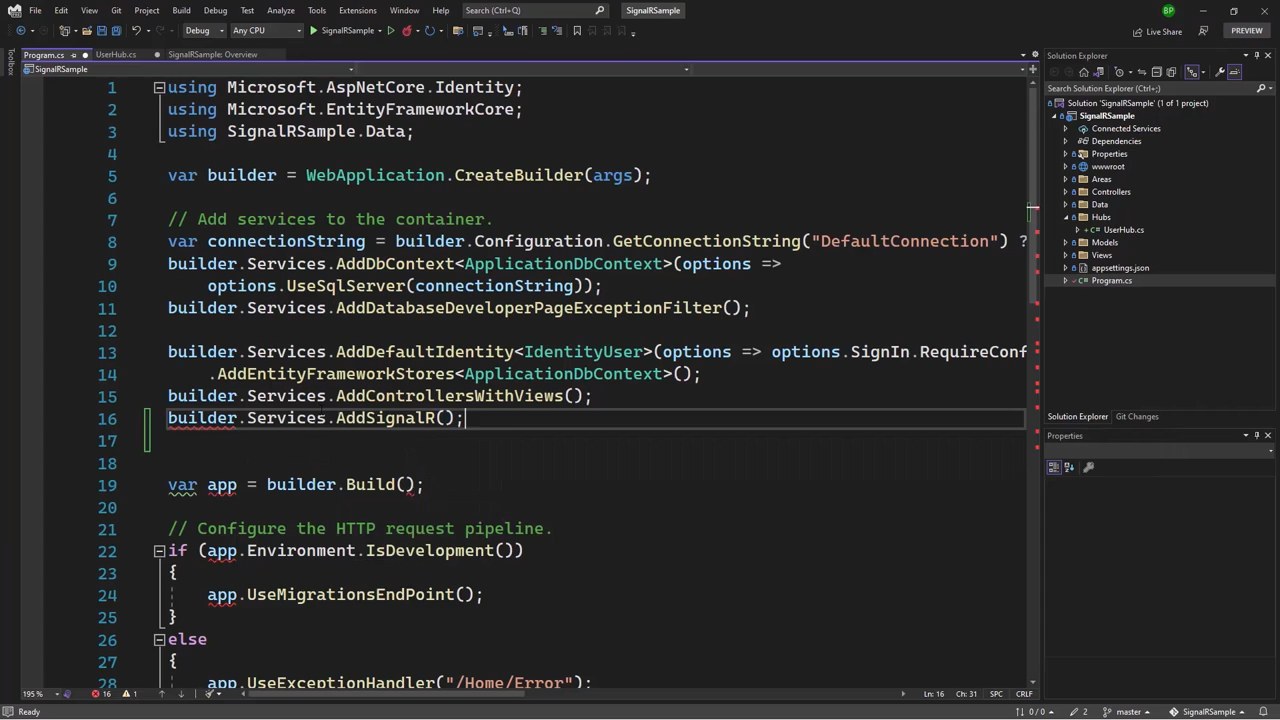 File Edit View Git Project Build Debug Test Analyze Tools Extensions Window Help Search (Ctrl+Q) SignalRSample BP
Debug Any CPU SignalRSample Live Share PREVIEW
Toolbox
Program.cs UserHub.cs SignalRSample: Overview
SignalRSample
1 using Microsoft.AspNetCore.Identity;
2 using Microsoft.EntityFrameworkCore;
3 using SignalRSample.Data;
4
5 var builder = WebApplication.CreateBuilder(args);
6
7 // Add services to the container.
8 var connectionString = builder.Configuration.GetConnectionString("DefaultConnection") ?
9 builder.Services.AddDbContext<ApplicationDbContext>(options =>
10 options.UseSqlServer(connectionString));
11 builder.Services.AddDatabaseDeveloperPageExceptionFilter();
12
13 builder.Services.AddDefaultIdentity<IdentityUser>(options => options.SignIn.RequireConf
14 .AddEntityFrameworkStores<ApplicationDbContext>();
15 builder.Services.AddControllersWithViews();
16 builder.Services.AddSignalR();
17
18
19 var app = builder.Build();
20
21 // Configure the HTTP request pipeline.
22 if (app.Environment.IsDevelopment())
23 {
24 app.UseMigrationsEndPoint();
25 }
26 else
27 {
28 app.UseExceptionHandler("/Home/Error");
195 % 16 1 Ln: 16 Ch: 31 SPC CRLF
Solution Explorer
Search Solution Explorer (Ctrl+;)
Solution 'SignalRSample' (1 of 1 project)
SignalRSample
Connected Services
Dependencies
Properties
wwwroot
Areas
Controllers
Data
Hubs
UserHub.cs
Models
Views
appsettings.json
Program.cs
Solution Explorer Git Changes
Properties
Ready 0 / 0 2 master SignalRSample